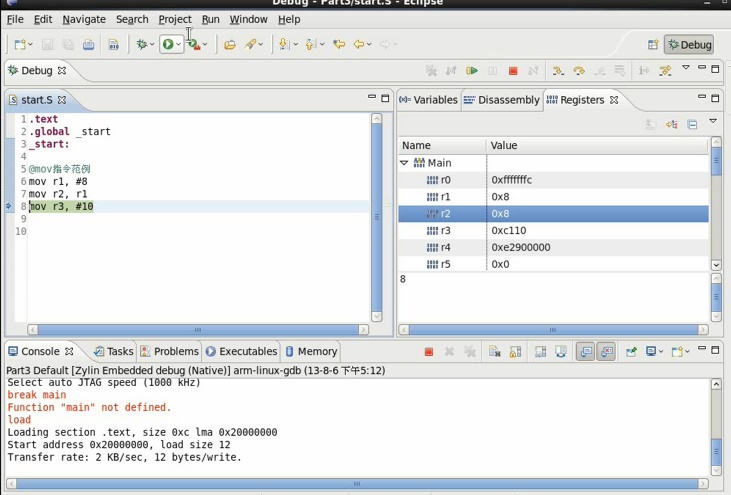 Debug - Part3/start.S - Eclipse
File Edit Navigate Search Project Run Window Help
Debug
Debug
start.S
1 .text
2 .global _start
3 _start:
4
5 @mov指令范例
6 mov r1, #8
7 mov r2, r1
8 mov r3, #10
9
10
Variables Disassembly Registers
Name Value
Main
r0 0xfffffffc
r1 0x8
r2 0x8
r3 0xc110
r4 0xe2900000
r5 0x0
8
Console Tasks Problems Executables Memory
Part3 Default [Zylin Embedded debug (Native)] arm-linux-gdb (13-8-6 下午5:12)
Select auto JTAG speed (1000 kHz)
break main
Function "main" not defined.
load
Loading section .text, size 0xc lma 0x20000000
Start address 0x20000000, load size 12
Transfer rate: 2 KB/sec, 12 bytes/write.